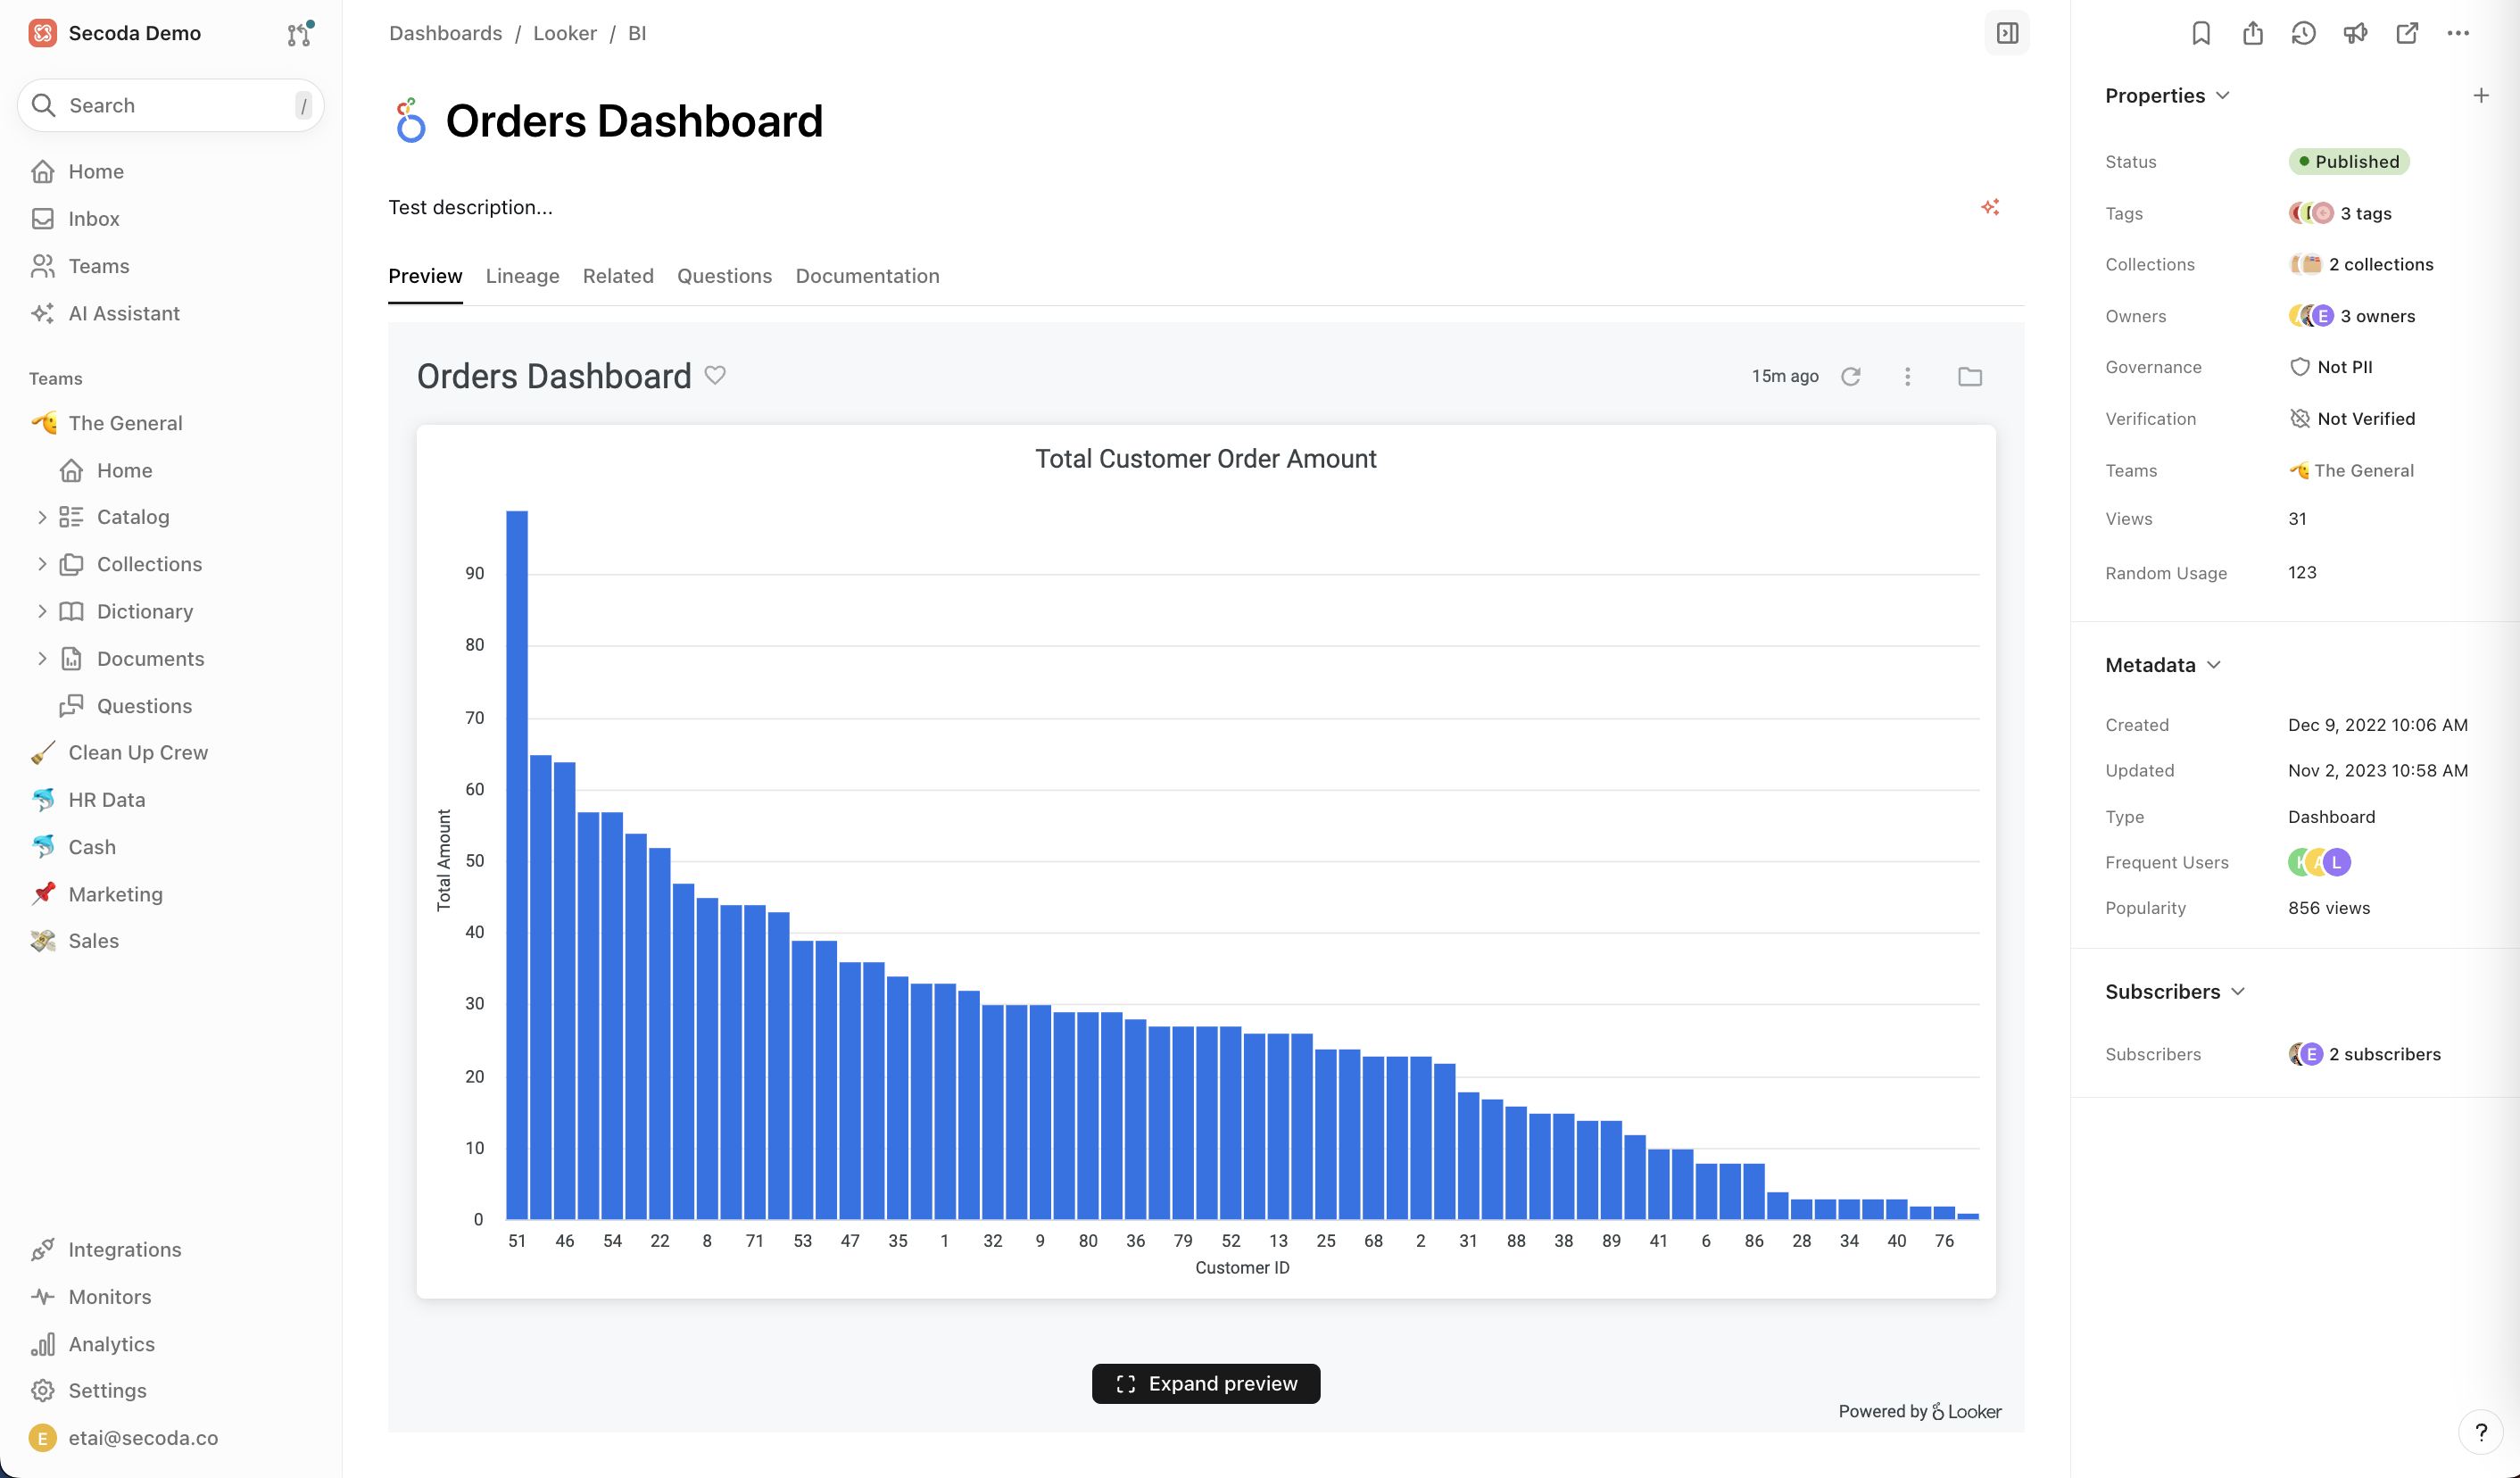 Secoda Demo
Search /
Home
Inbox
Teams
AI Assistant
Teams
The General
Home
Catalog
Collections
Dictionary
Documents
Questions
Clean Up Crew
HR Data
Cash
Marketing
Sales
Integrations
Monitors
Analytics
Settings
E etai@secoda.co
Dashboards / Looker / BI
Orders Dashboard
Test description...
Preview Lineage Related Questions Documentation
Orders Dashboard
15m ago
Total Customer Order Amount
Total Amount
90
80
70
60
50
40
30
20
10
0
51 46 54 22 8 71 53 47 35 1 32 9 80 36 79 52 13 25 68 2 31 88 38 89 41 6 86 28 34 40 76
Customer ID
Expand preview
Powered by Looker
Properties
Status Published
Tags 3 tags
Collections 2 collections
Owners E 3 owners
Governance Not PII
Verification Not Verified
Teams The General
Views 31
Random Usage 123
Metadata
Created Dec 9, 2022 10:06 AM
Updated Nov 2, 2023 10:58 AM
Type Dashboard
Frequent Users K A L
Popularity 856 views
Subscribers
Subscribers E 2 subscribers
?